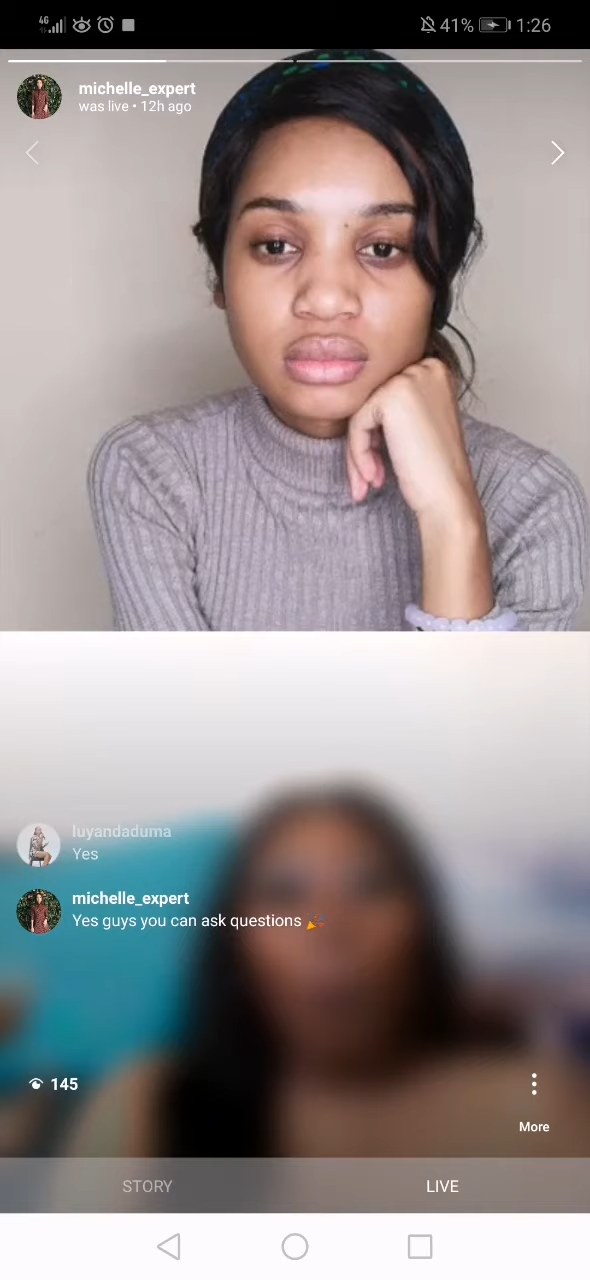 4G
41%
1:26
michelle_expert
was live • 12h ago
luyandaduma
Yes
michelle_expert
Yes guys you can ask questions 🎉
145
More
STORY
LIVE